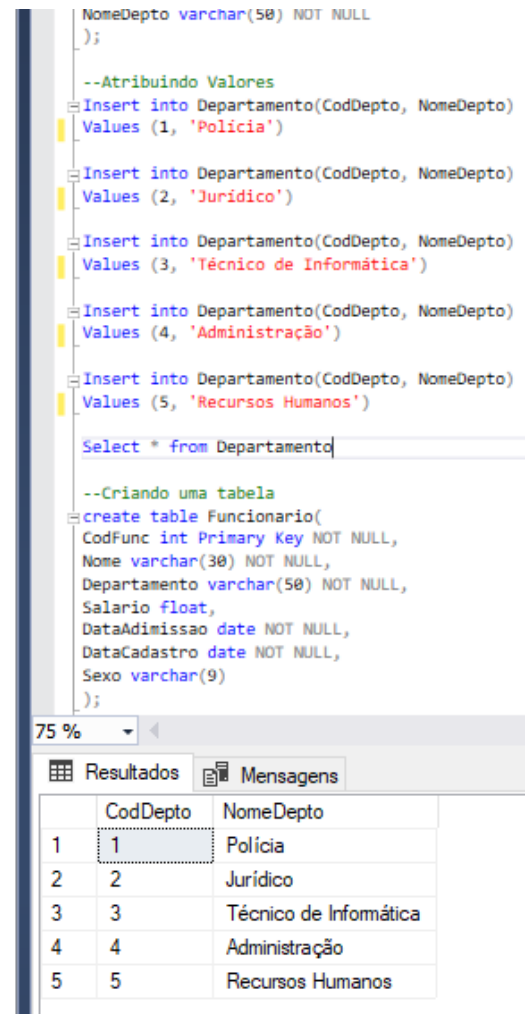 NomeDepto varchar(50) NOT NULL
);
--Atribuindo Valores
Insert into Departamento(CodDepto, NomeDepto)
Values (1, 'Polícia')
Insert into Departamento(CodDepto, NomeDepto)
Values (2, 'Jurídico')
Insert into Departamento(CodDepto, NomeDepto)
Values (3, 'Técnico de Informática')
Insert into Departamento(CodDepto, NomeDepto)
Values (4, 'Administração')
Insert into Departamento(CodDepto, NomeDepto)
Values (5, 'Recursos Humanos')
Select * from Departamento
--Criando uma tabela
create table Funcionario(
CodFunc int Primary Key NOT NULL,
Nome varchar(30) NOT NULL,
Departamento varchar(50) NOT NULL,
Salario float,
DataAdimissao date NOT NULL,
DataCadastro date NOT NULL,
Sexo varchar(9)
);
75 %
Resultados Mensagens
CodDepto NomeDepto
1 1 Polícia
2 2 Jurídico
3 3 Técnico de Informática
4 4 Administração
5 5 Recursos Humanos